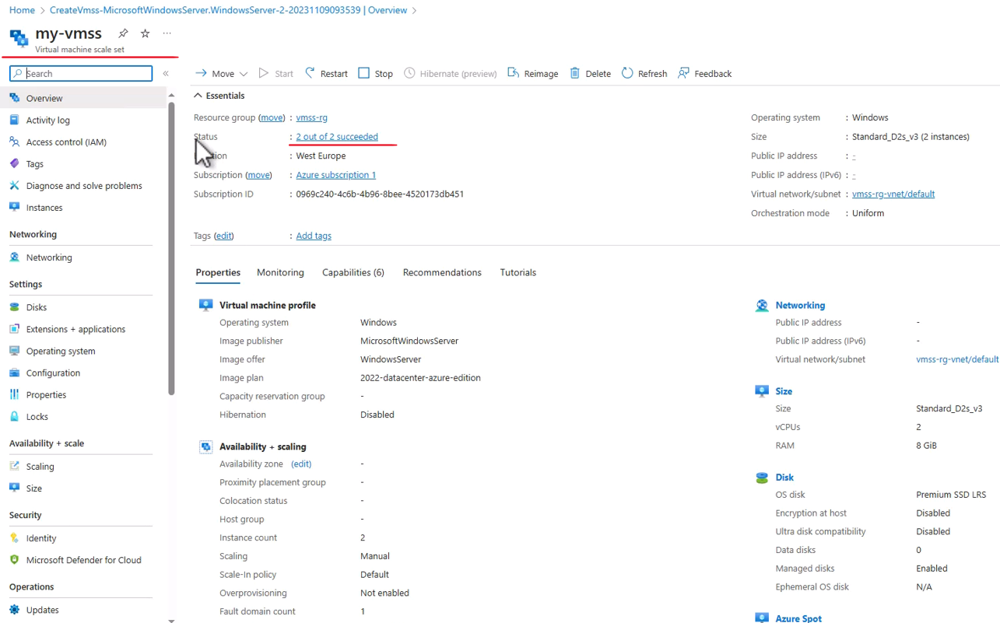 Home > CreateVmss-MicrosoftWindowsServer.WindowsServer-2-20231109093539 | Overview >
my-vmss
Virtual machine scale set
Search
Overview
Activity log
Access control (IAM)
Tags
Diagnose and solve problems
Instances
Networking
Networking
Settings
Disks
Extensions + applications
Operating system
Configuration
Properties
Locks
Availability + scale
Scaling
Size
Security
Identity
Microsoft Defender for Cloud
Operations
Updates
Move Start Restart Stop Hibernate (preview) Reimage Delete Refresh Feedback
Essentials
Resource group (move) : vmss-rg
Status : 2 out of 2 succeeded
: West Europe
Subscription (move) : Azure subscription 1
Subscription ID : 0969c240-4c6b-4b96-8bee-4520173db451
Tags (edit) : Add tags
Operating system : Windows
Size : Standard_D2s_v3 (2 instances)
Public IP address : -
Public IP address (IPv6) : -
Virtual network/subnet : vmss-rg-vnet/default
Orchestration mode : Uniform
Properties Monitoring Capabilities (6) Recommendations Tutorials
Virtual machine profile
Operating system Windows
Image publisher MicrosoftWindowsServer
Image offer WindowsServer
Image plan 2022-datacenter-azure-edition
Capacity reservation group -
Hibernation Disabled
Availability + scaling
Availability zone (edit) -
Proximity placement group -
Colocation status -
Host group -
Instance count 2
Scaling Manual
Scale-In policy Default
Overprovisioning Not enabled
Fault domain count 1
Networking
Public IP address -
Public IP address (IPv6) -
Virtual network/subnet vmss-rg-vnet/default
Size
Size Standard_D2s_v3
vCPUs 2
RAM 8 GiB
Disk
OS disk Premium SSD LRS
Encryption at host Disabled
Ultra disk compatibility Disabled
Data disks 0
Managed disks Enabled
Ephemeral OS disk N/A
Azure Spot